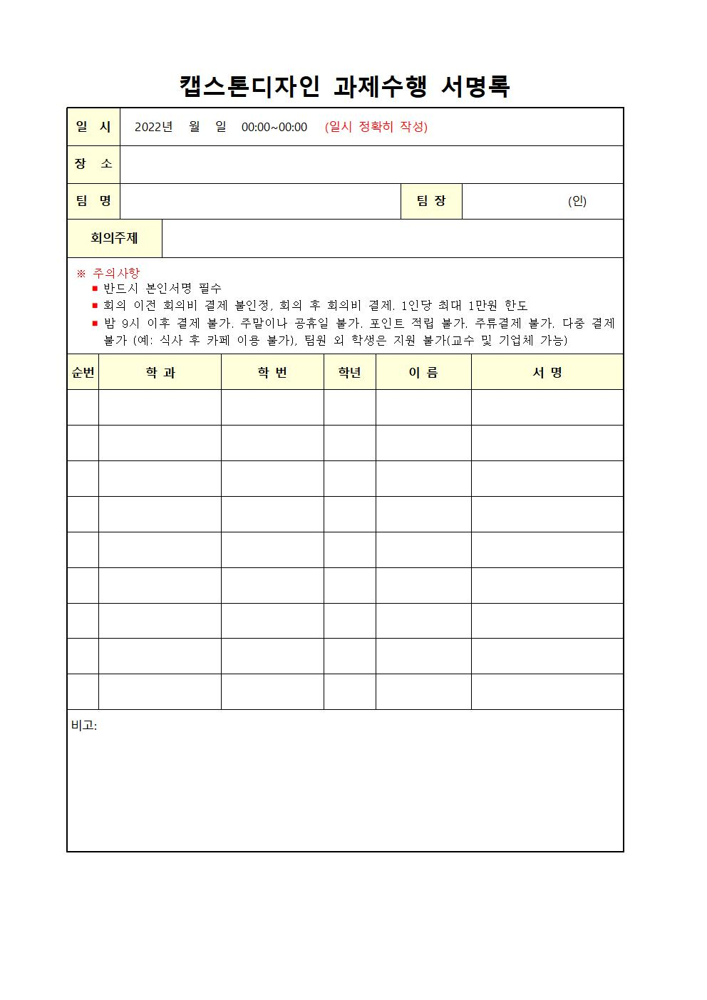 캡스톤디자인 과제수행 서명록
일 시 2022년 월 일 00:00~00:00 (일시 정확히 작성)
장 소
팀 명 팀 장 (인)
회의주제
※ 주의사항
■ 반드시 본인서명 필수
■ 회의 이전 회의비 결제 불인정, 회의 후 회의비 결제. 1인당 최대 1만원 한도
■ 밤 9시 이후 결제 불가. 주말이나 공휴일 불가. 포인트 적립 불가. 주류결제 불가. 다중 결제
불가 (예: 식사 후 카페 이용 불가), 팀원 외 학생은 지원 불가(교수 및 기업체 가능)
순번 학 과 학 번 학년 이 름 서 명
비고: